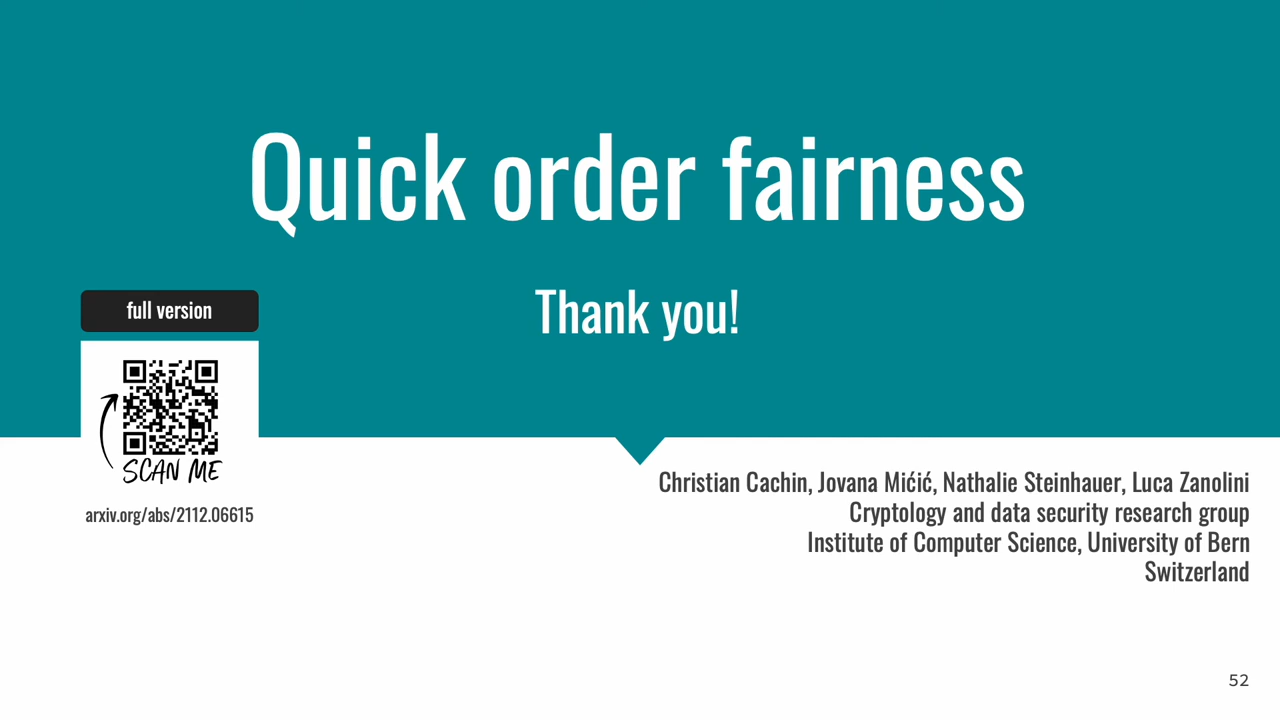 Quick order fairness
Thank you!
full version
SCAN ME
arxiv.org/abs/2112.06615
Christian Cachin, Jovana Mićić, Nathalie Steinhauer, Luca Zanolini
Cryptology and data security research group
Institute of Computer Science, University of Bern
Switzerland
52